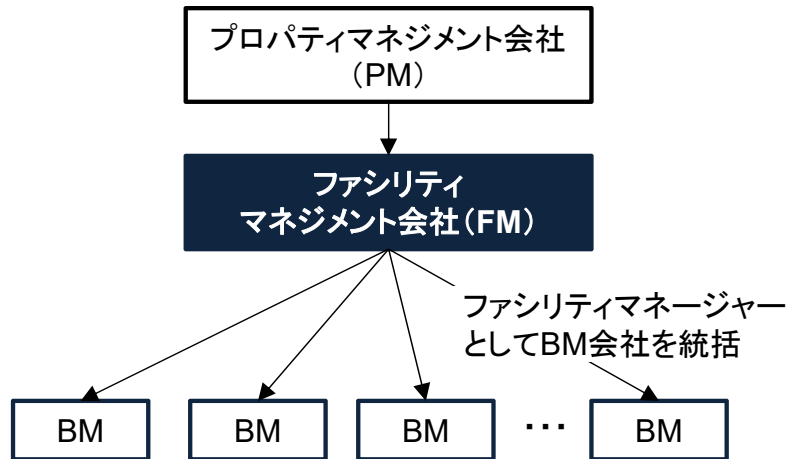 プロパティマネジメント会社
（PM）
ファシリティ
マネジメント会社（FM）
ファシリティマネージャー
としてBM会社を統括
BM BM BM ··· BM